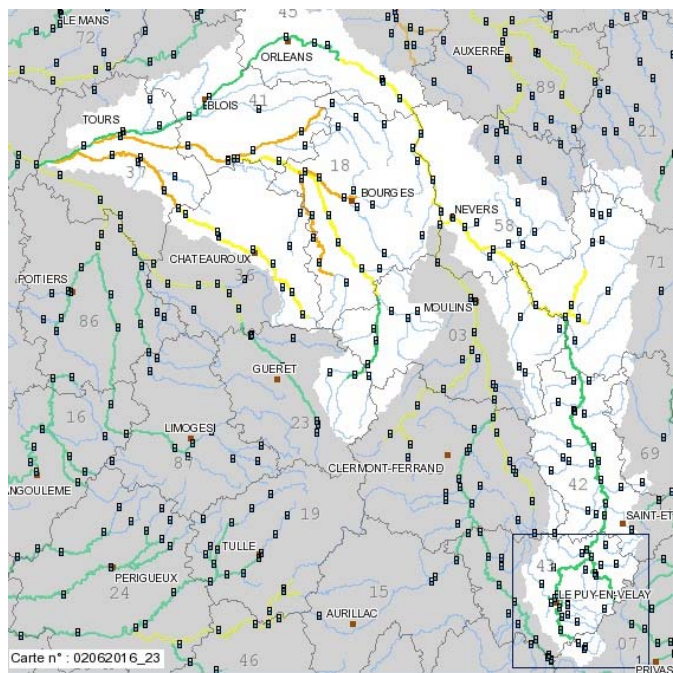 45
LE MANS
72
ORLEANS
AUXERRE
BLOIS
41
89
TOURS
21
37
18
BOURGES
NEVERS
58
CHATEAUROUX
36
71
POITIERS
MOULINS
86
03
GUERET
16
23
LIMOGES
87
69
ANGOULEME
CLERMONT-FERRAND
42
19
SAINT-ET
TULLE
43
PERIGUEUX
24
15
LE PUY-EN-VELAY
AURILLAC
07
46
Carte n° : 02062016_23
PRIVAS